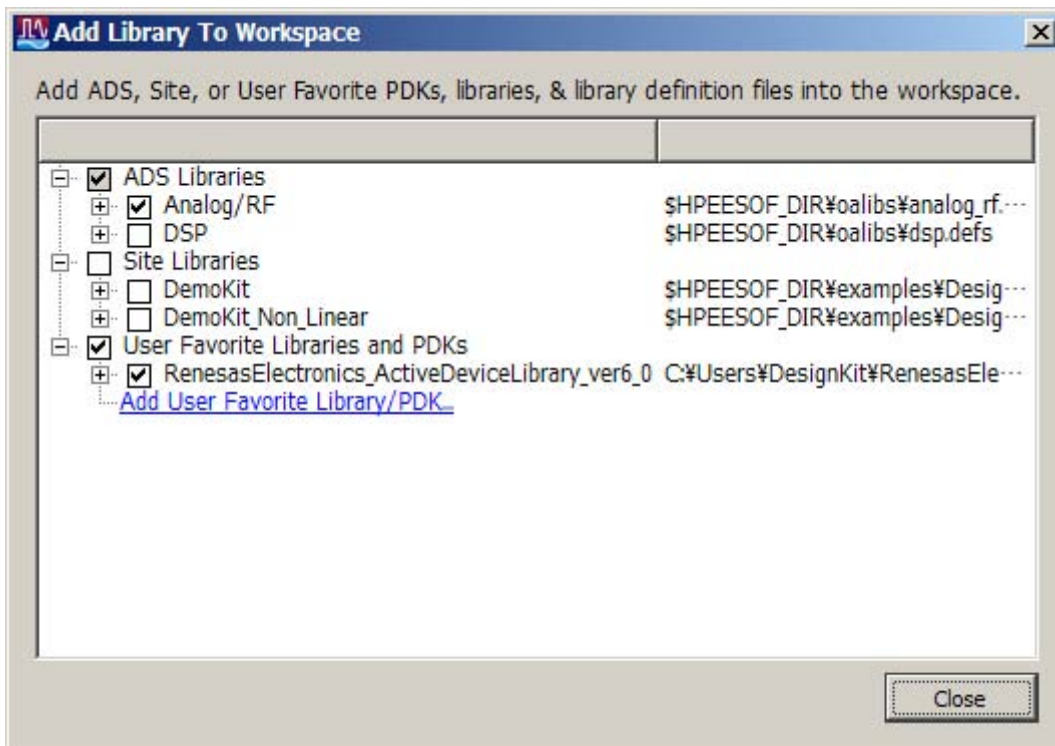 Add Library To Workspace
Add ADS, Site, or User Favorite PDKs, libraries, & library definition files into the workspace.
ADS Libraries
Analog/RF $HPEESOF_DIR¥oalibs¥analog_rf.···
DSP $HPEESOF_DIR¥oalibs¥dsp.defs
Site Libraries
DemoKit $HPEESOF_DIR¥examples¥Desig···
DemoKit_Non_Linear $HPEESOF_DIR¥examples¥Desig···
User Favorite Libraries and PDKs
RenesasElectronics_ActiveDeviceLibrary_ver6_0 C:¥Users¥DesignKit¥RenesasEle···
Add User Favorite Library/PDK...
Close